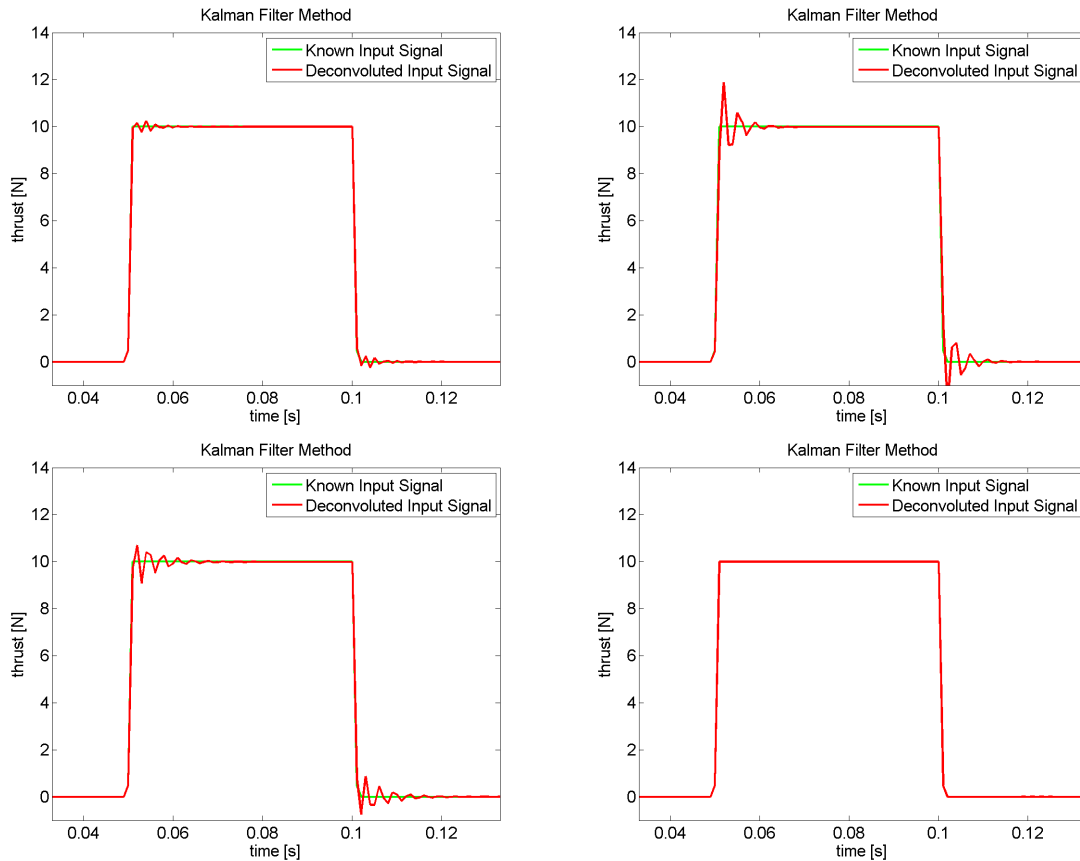 Kalman Filter Method
14
12
10
8
6
4
2
0
thrust [N]
Known Input Signal
Deconvoluted Input Signal
0.04
0.06
0.08
0.1
0.12
time [s]
Kalman Filter Method
14
12
10
8
6
4
2
0
thrust [N]
Known Input Signal
Deconvoluted Input Signal
0.04
0.06
0.08
0.1
0.12
time [s]
Kalman Filter Method
14
12
10
8
6
4
2
0
thrust [N]
Known Input Signal
Deconvoluted Input Signal
0.04
0.06
0.08
0.1
0.12
time [s]
Kalman Filter Method
14
12
10
8
6
4
2
0
thrust [N]
Known Input Signal
Deconvoluted Input Signal
0.04
0.06
0.08
0.1
0.12
time [s]